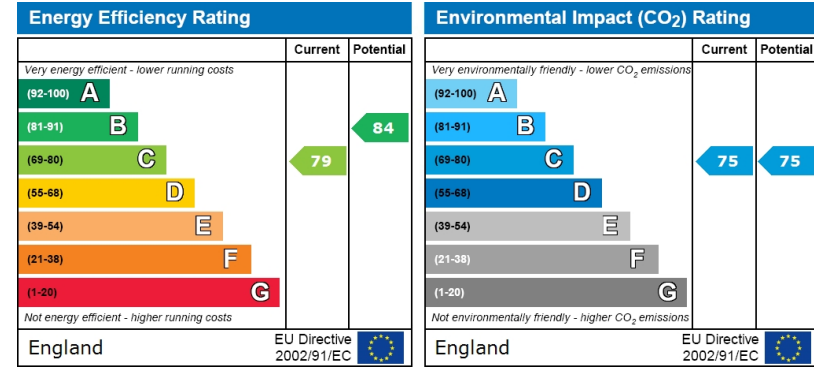 Energy Efficiency Rating
Current Potential
Very energy efficient - lower running costs
(92-100) A
(81-91) B
84
(69-80) C
79
(55-68) D
(39-54) E
(21-38) F
(1-20) G
Not energy efficient - higher running costs
England
EU Directive
2002/91/EC
Environmental Impact (CO₂) Rating
Current Potential
Very environmentally friendly - lower CO₂ emissions
(92-100) A
(81-91) B
(69-80) C
75 75
(55-68) D
(39-54) E
(21-38) F
(1-20) G
Not environmentally friendly - higher CO₂ emissions
England
EU Directive
2002/91/EC